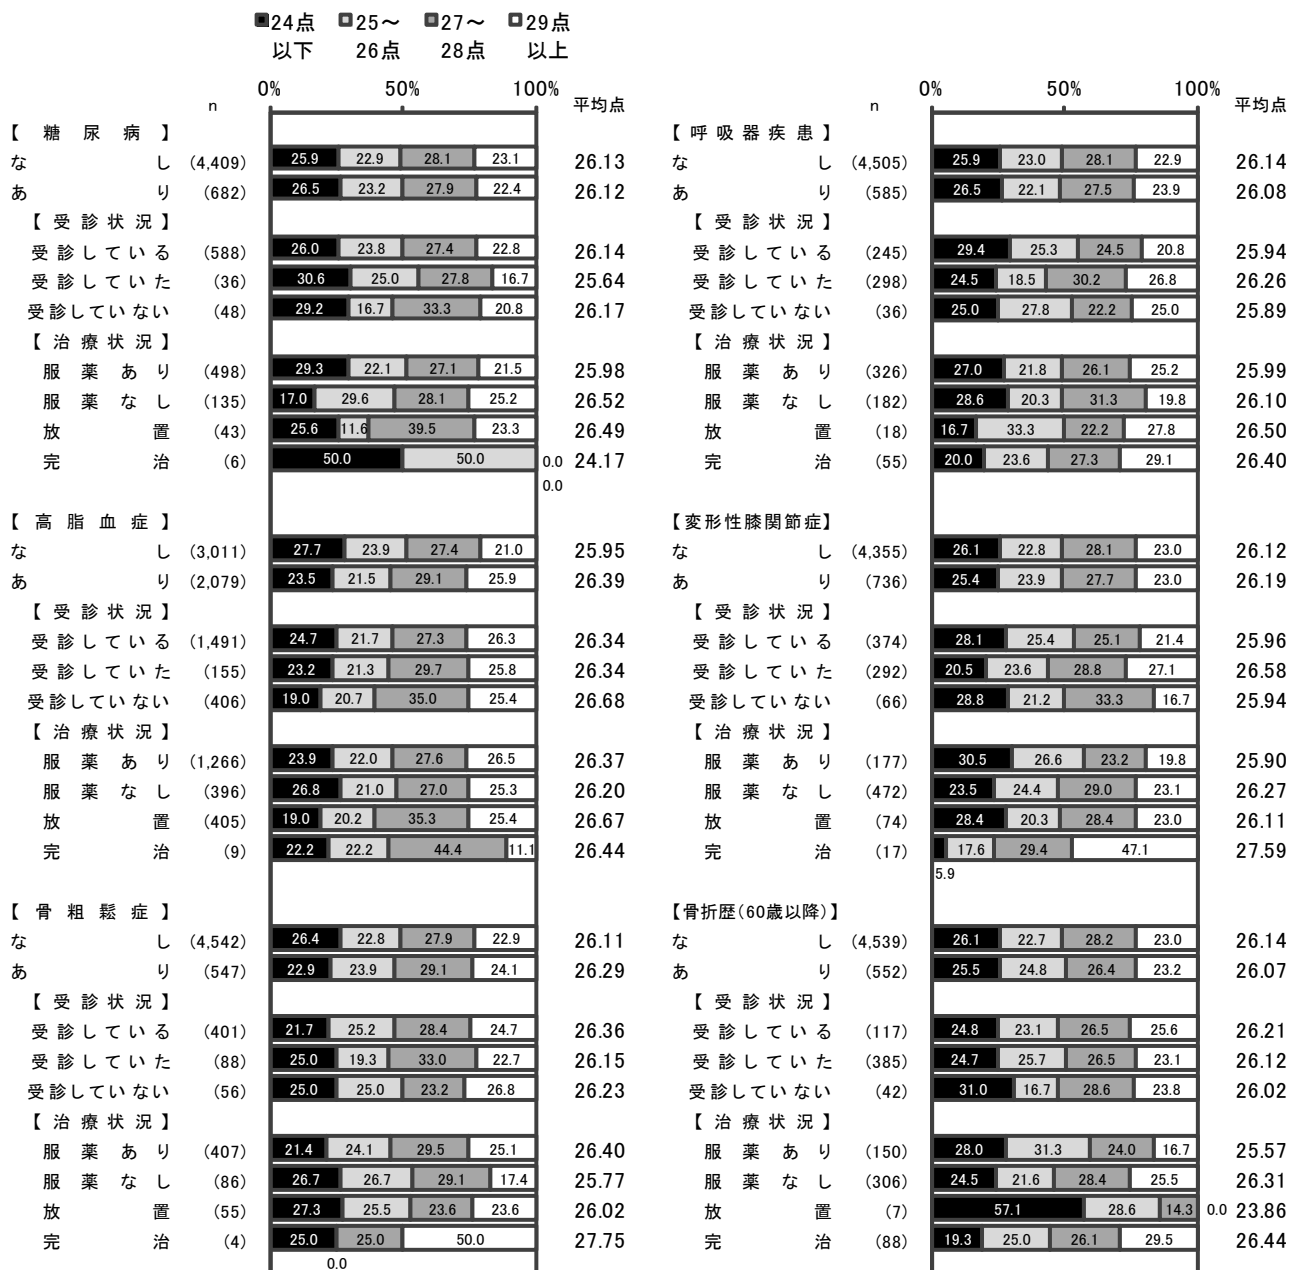 24点以下 25～26点 27～28点 29点以上
0% 50% 100%
n 平均点
【糖尿病】
なし (4,409) 25.9 22.9 28.1 23.1 26.13
あり (682) 26.5 23.2 27.9 22.4 26.12
【受診状況】
受診している (588) 26.0 23.8 27.4 22.8 26.14
受診していた (36) 30.6 25.0 27.8 16.7 25.64
受診していない (48) 29.2 16.7 33.3 20.8 26.17
【治療状況】
服薬あり (498) 29.3 22.1 27.1 21.5 25.98
服薬なし (135) 17.0 29.6 28.1 25.2 26.52
放置 (43) 25.6 11.6 39.5 23.3 26.49
完治 (6) 50.0 50.0 0.0 24.17
0.0
【高脂血症】
なし (3,011) 27.7 23.9 27.4 21.0 25.95
あり (2,079) 23.5 21.5 29.1 25.9 26.39
【受診状況】
受診している (1,491) 24.7 21.7 27.3 26.3 26.34
受診していた (155) 23.2 21.3 29.7 25.8 26.34
受診していない (406) 19.0 20.7 35.0 25.4 26.68
【治療状況】
服薬あり (1,266) 23.9 22.0 27.6 26.5 26.37
服薬なし (396) 26.8 21.0 27.0 25.3 26.20
放置 (405) 19.0 20.2 35.3 25.4 26.67
完治 (9) 22.2 22.2 44.4 11.1 26.44
【骨粗鬆症】
なし (4,542) 26.4 22.8 27.9 22.9 26.11
あり (547) 22.9 23.9 29.1 24.1 26.29
【受診状況】
受診している (401) 21.7 25.2 28.4 24.7 26.36
受診していた (88) 25.0 19.3 33.0 22.7 26.15
受診していない (56) 25.0 25.0 23.2 26.8 26.23
【治療状況】
服薬あり (407) 21.4 24.1 29.5 25.1 26.40
服薬なし (86) 26.7 26.7 29.1 17.4 25.77
放置 (55) 27.3 25.5 23.6 23.6 26.02
完治 (4) 25.0 25.0 50.0 27.75
0.0
0% 50% 100%
n 平均点
【呼吸器疾患】
なし (4,505) 25.9 23.0 28.1 22.9 26.14
あり (585) 26.5 22.1 27.5 23.9 26.08
【受診状況】
受診している (245) 29.4 25.3 24.5 20.8 25.94
受診していた (298) 24.5 18.5 30.2 26.8 26.26
受診していない (36) 25.0 27.8 22.2 25.0 25.89
【治療状況】
服薬あり (326) 27.0 21.8 26.1 25.2 25.99
服薬なし (182) 28.6 20.3 31.3 19.8 26.10
放置 (18) 16.7 33.3 22.2 27.8 26.50
完治 (55) 20.0 23.6 27.3 29.1 26.40
【変形性膝関節症】
なし (4,355) 26.1 22.8 28.1 23.0 26.12
あり (736) 25.4 23.9 27.7 23.0 26.19
【受診状況】
受診している (374) 28.1 25.4 25.1 21.4 25.96
受診していた (292) 20.5 23.6 28.8 27.1 26.58
受診していない (66) 28.8 21.2 33.3 16.7 25.94
【治療状況】
服薬あり (177) 30.5 26.6 23.2 19.8 25.90
服薬なし (472) 23.5 24.4 29.0 23.1 26.27
放置 (74) 28.4 20.3 28.4 23.0 26.11
完治 (17) 17.6 29.4 47.1 27.59
5.9
【骨折歴(60歳以降)】
なし (4,539) 26.1 22.7 28.2 23.0 26.14
あり (552) 25.5 24.8 26.4 23.2 26.07
【受診状況】
受診している (117) 24.8 23.1 26.5 25.6 26.21
受診していた (385) 24.7 25.7 26.5 23.1 26.12
受診していない (42) 31.0 16.7 28.6 23.8 26.02
【治療状況】
服薬あり (150) 28.0 31.3 24.0 16.7 25.57
服薬なし (306) 24.5 21.6 28.4 25.5 26.31
放置 (7) 57.1 28.6 14.3 0.0 23.86
完治 (88) 19.3 25.0 26.1 29.5 26.44